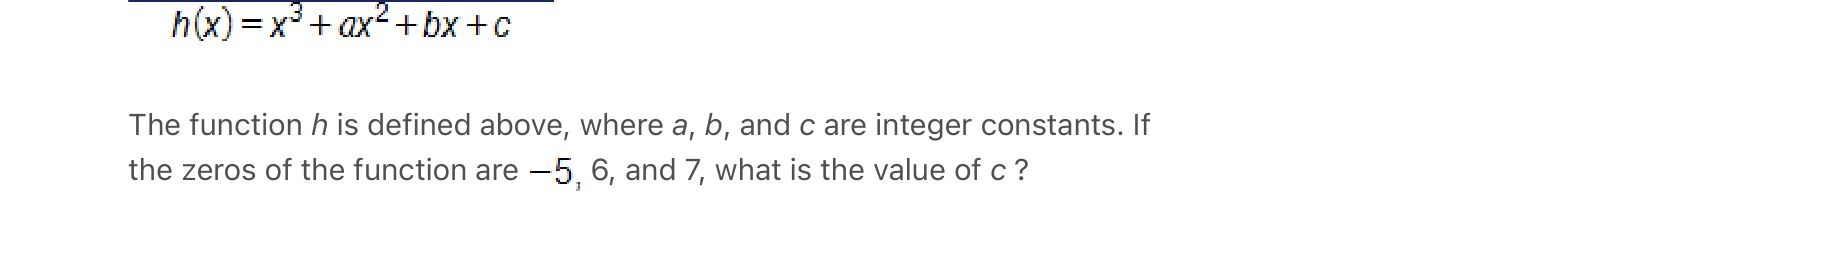 h(x) = x³ + ax² + bx + c
The function h is defined above, where a, b, and c are integer constants. If
the zeros of the function are −5, 6, and 7, what is the value of c ?